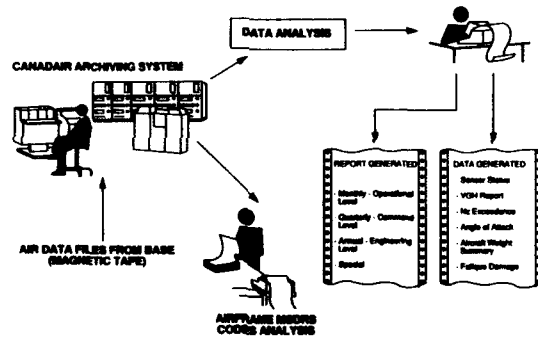 DATA ANALYSIS
CANADAIR ARCHIVING SYSTEM
AIR DATA FILES FROM BASE
(MAGNETIC TAPE)
AIRFRAME MSDRS
CODES ANALYSIS
REPORT GENERATED
- Monthly - Operational
Level
- Quarterly - Command
Level
- Annual - Engineering
Level
- Special
DATA GENERATED
- Sensor Status
- VGH Report
- Nz Exceedence
- Angle of Attack
- Aircraft Weight
Summary
- Fatigue Damage